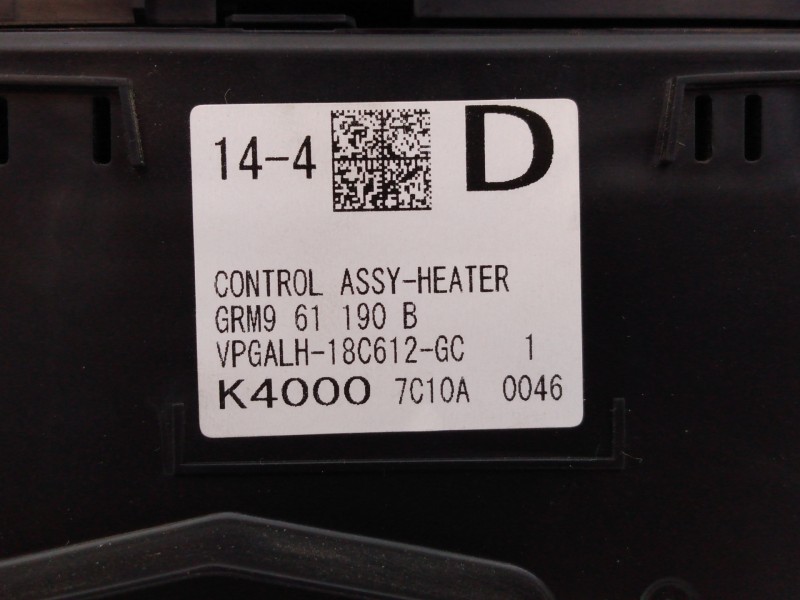 14-4 D
CONTROL ASSY-HEATER
GRM9 61 190 B
VPGALH-18C612-GC 1
K4000 7C10A 0046